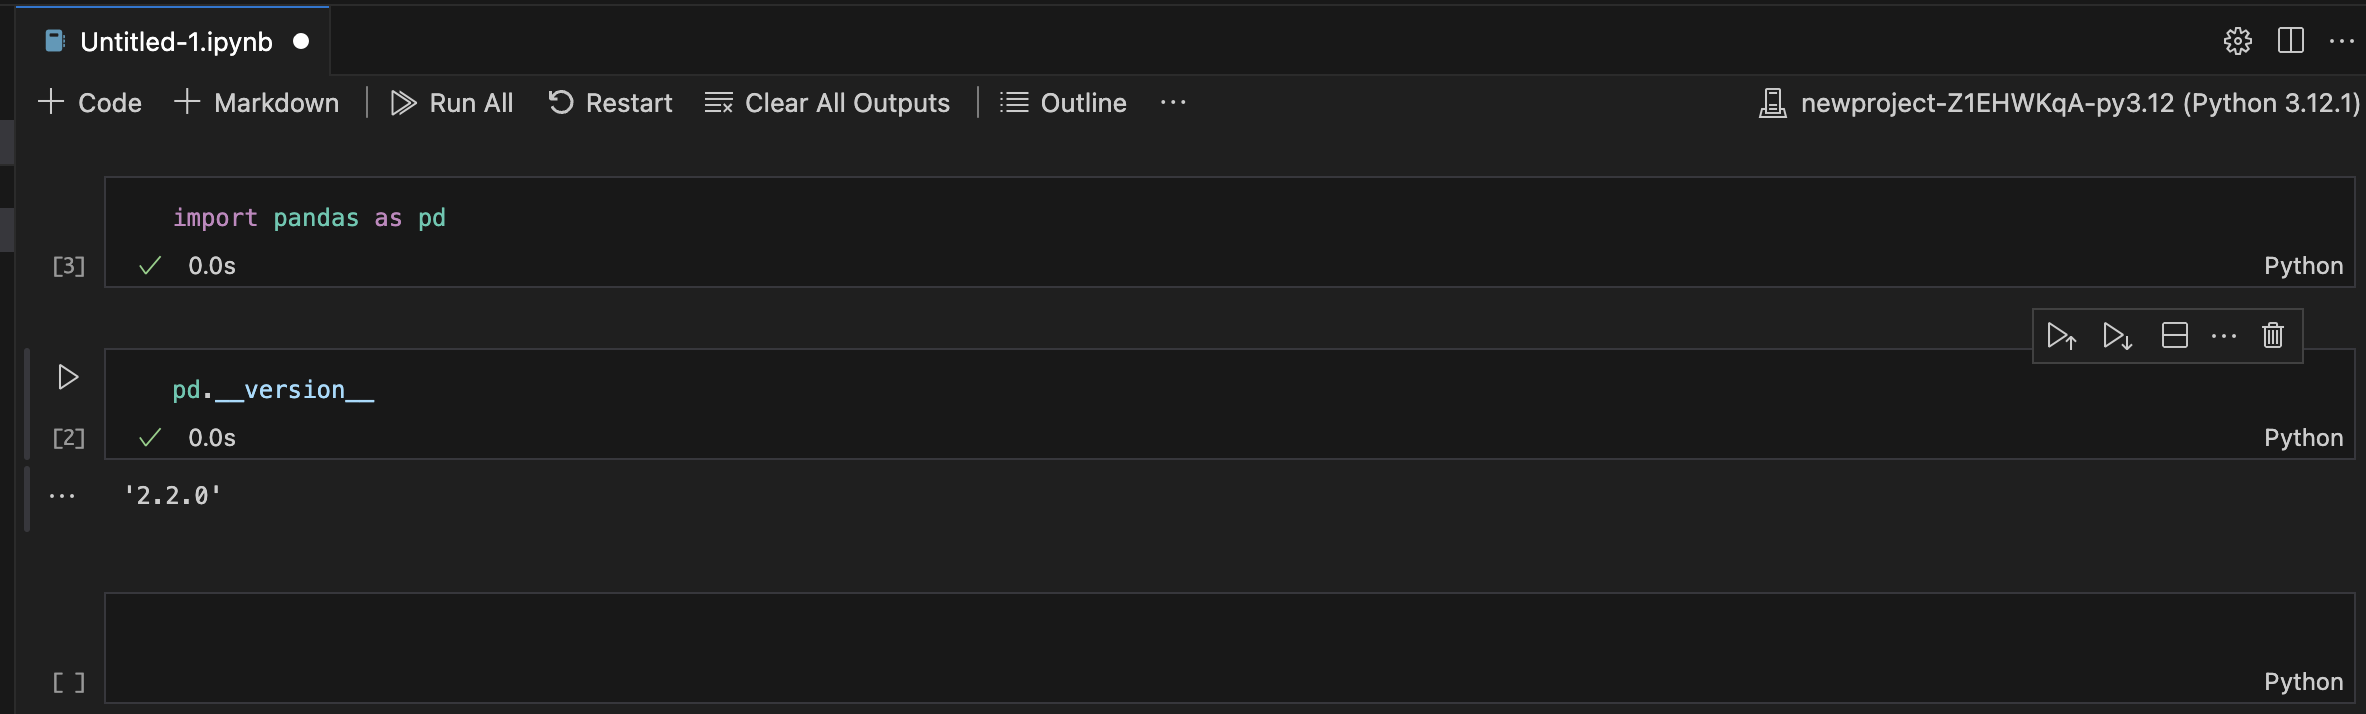 Untitled-1.ipynb
Code Markdown Run All Restart Clear All Outputs Outline ... newproject-Z1EHWKqA-py3.12 (Python 3.12.1)
import pandas as pd
[3] 0.0s Python
pd.__version__
[2] 0.0s Python
... '2.2.0'
[ ] Python